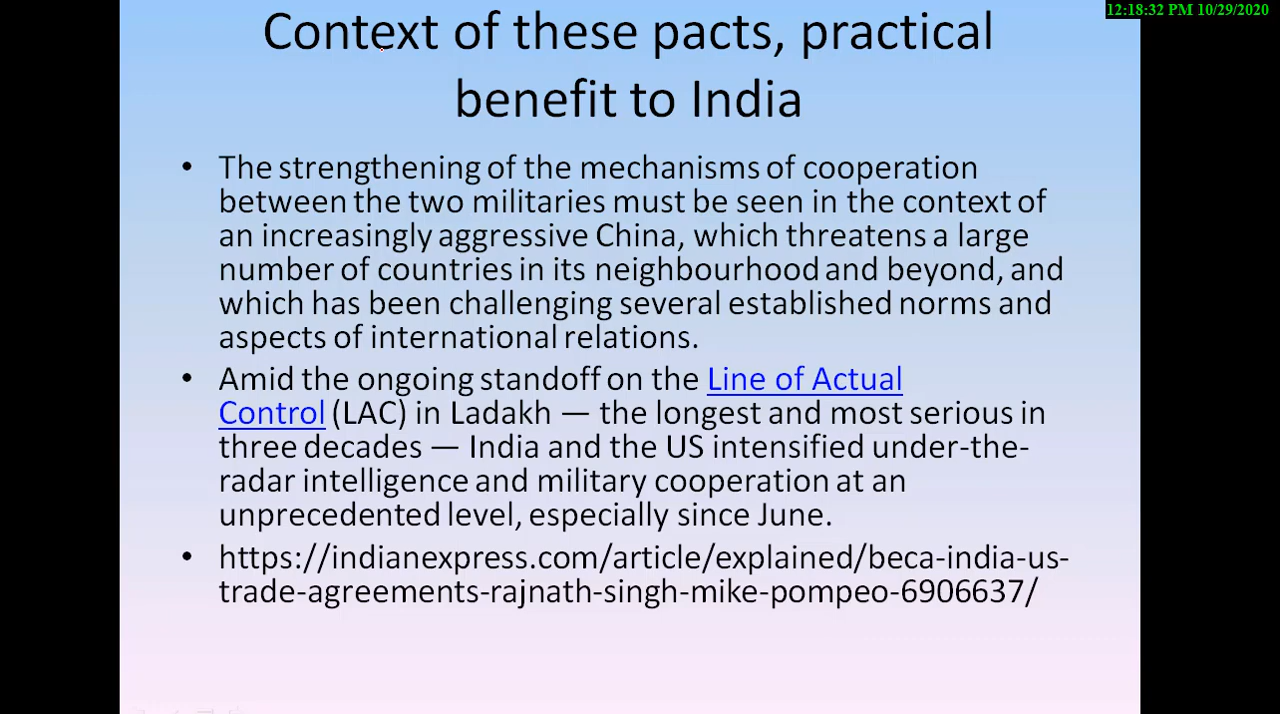 12:18:32 PM 10/29/2020
Context of these pacts, practical
benefit to India
• The strengthening of the mechanisms of cooperation
between the two militaries must be seen in the context of
an increasingly aggressive China, which threatens a large
number of countries in its neighbourhood and beyond, and
which has been challenging several established norms and
aspects of international relations.
• Amid the ongoing standoff on the Line of Actual
Control (LAC) in Ladakh — the longest and most serious in
three decades — India and the US intensified under-the-
radar intelligence and military cooperation at an
unprecedented level, especially since June.
• https://indianexpress.com/article/explained/beca-india-us-
trade-agreements-rajnath-singh-mike-pompeo-6906637/